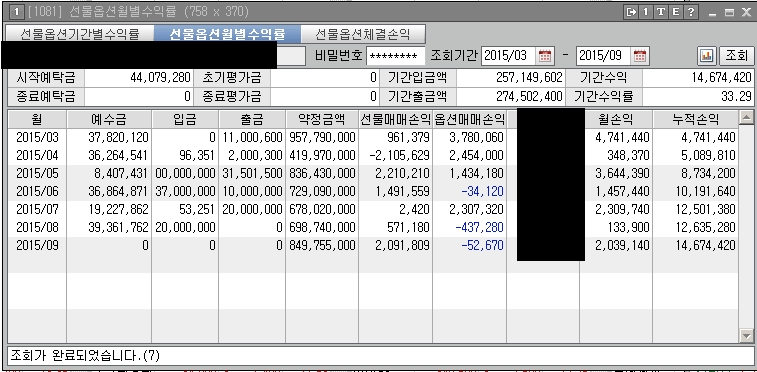 1 [1081] 선물옵션월별수익률 (758 x 370) 1 T E ?
선물옵션기간별수익률 선물옵션월별수익률 선물옵션체결손익
비밀번호 ******** 조회기간 2015/03 - 2015/09 조회
시작예탁금 44,079,280 초기평가금 0 기간입금액 257,149,602 기간수익 14,674,420
종료예탁금 0 종료평가금 0 기간출금액 274,502,400 기간수익률 33.29
월 예수금 입금 출금 약정금액 선물매매손익 옵션매매손익 월손익 누적손익
2015/03 37,820,120 0 11,000,600 957,790,000 961,379 3,780,060 4,741,440 4,741,440
2015/04 36,264,541 96,351 2,000,300 419,970,000 -2,105,629 2,454,000 348,370 5,089,810
2015/05 8,407,431 00,000,000 31,501,500 836,430,000 2,210,210 1,434,180 3,644,390 8,734,200
2015/06 36,864,871 37,000,000 10,000,000 729,090,000 1,491,559 -34,120 1,457,440 10,191,640
2015/07 19,227,862 53,251 20,000,000 678,020,000 2,420 2,307,320 2,309,740 12,501,380
2015/08 39,361,762 20,000,000 0 698,740,000 571,180 -437,280 133,900 12,635,280
2015/09 0 0 0 849,755,000 2,091,809 -52,670 2,039,140 14,674,420
조회가 완료되었습니다.(7)